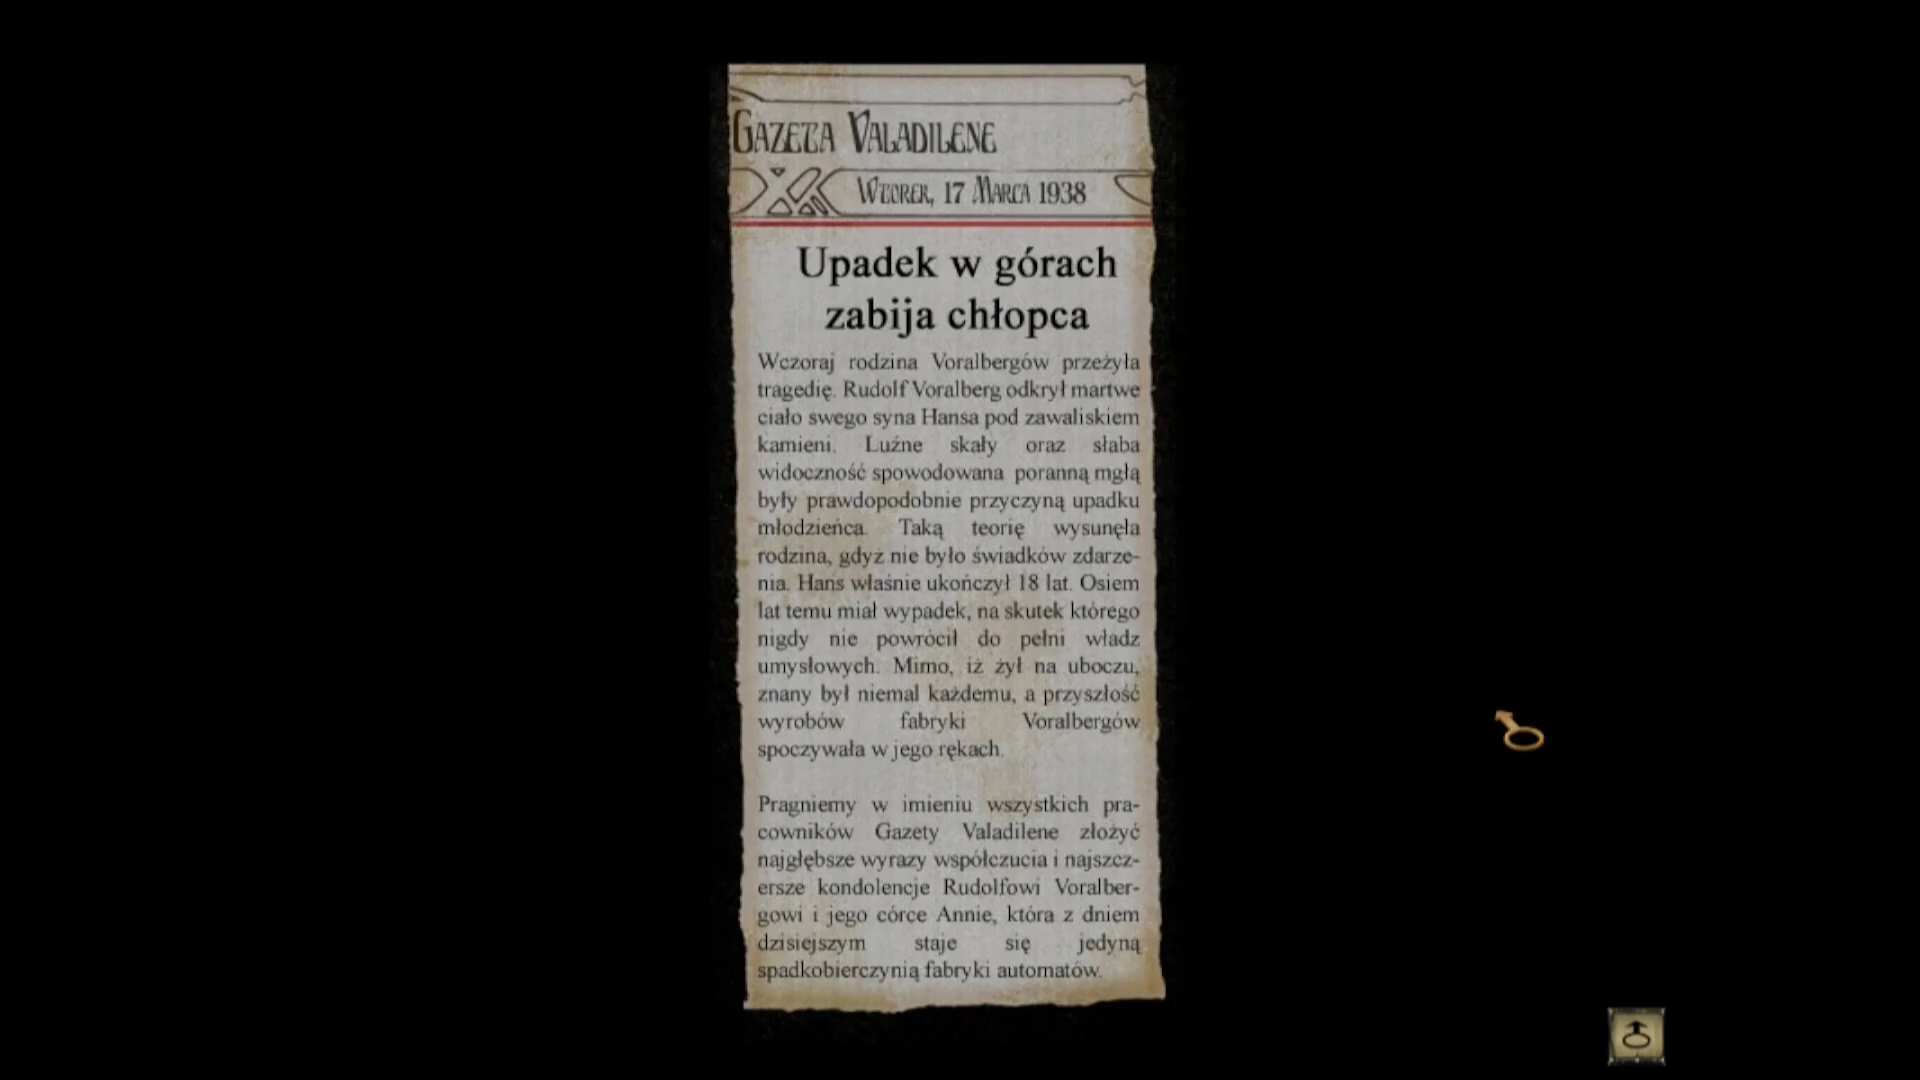 Gazeta Valadilene
Wtorek, 17 Marca 1938
Upadek w górach
zabija chłopca
Wczoraj rodzina Voralbergów przeżyła
tragedię. Rudolf Voralberg odkrył martwe
ciało swego syna Hansa pod zawaliskiem
kamieni. Luźne skały oraz słaba
widoczność spowodowana poranną mgłą
były prawdopodobnie przyczyną upadku
młodzieńca. Taką teorię wysunęła
rodzina, gdyż nie było świadków zdarze-
nia. Hans właśnie ukończył 18 lat. Osiem
lat temu miał wypadek, na skutek którego
nigdy nie powrócił do pełni władz
umysłowych. Mimo, iż żył na uboczu,
znany był niemal każdemu, a przyszłość
wyrobów fabryki Voralbergów
spoczywała w jego rękach.
Pragniemy w imieniu wszystkich pra-
cowników Gazety Valadilene złożyć
najgłębsze wyrazy współczucia i najszcz-
ersze kondolencje Rudolfowi Voralber-
gowi i jego córce Annie, która z dniem
dzisiejszym staje się jedyną
spadkobierczynią fabryki automatów.